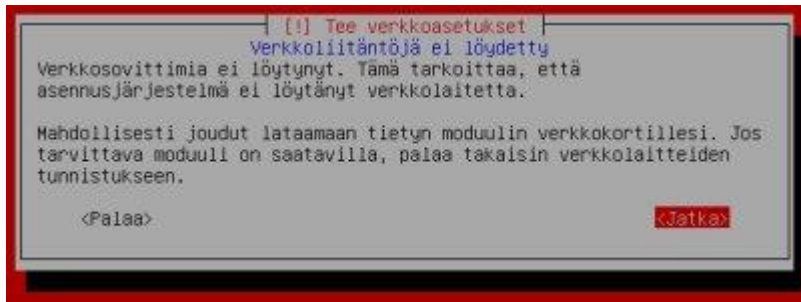 [!] Tee verkkoasetukset
Verkkoliitäntöjä ei löydetty
Verkkosovittimia ei löytynyt. Tämä tarkoittaa, että
asennusjärjestelmä ei löytänyt verkkolaitetta.
Mahdollisesti joudut lataamaan tietyn moduulin verkkokortillesi. Jos
tarvittava moduuli on saatavilla, palaa takaisin verkkolaitteiden
tunnistukseen.
<Palaa> <Jatka>